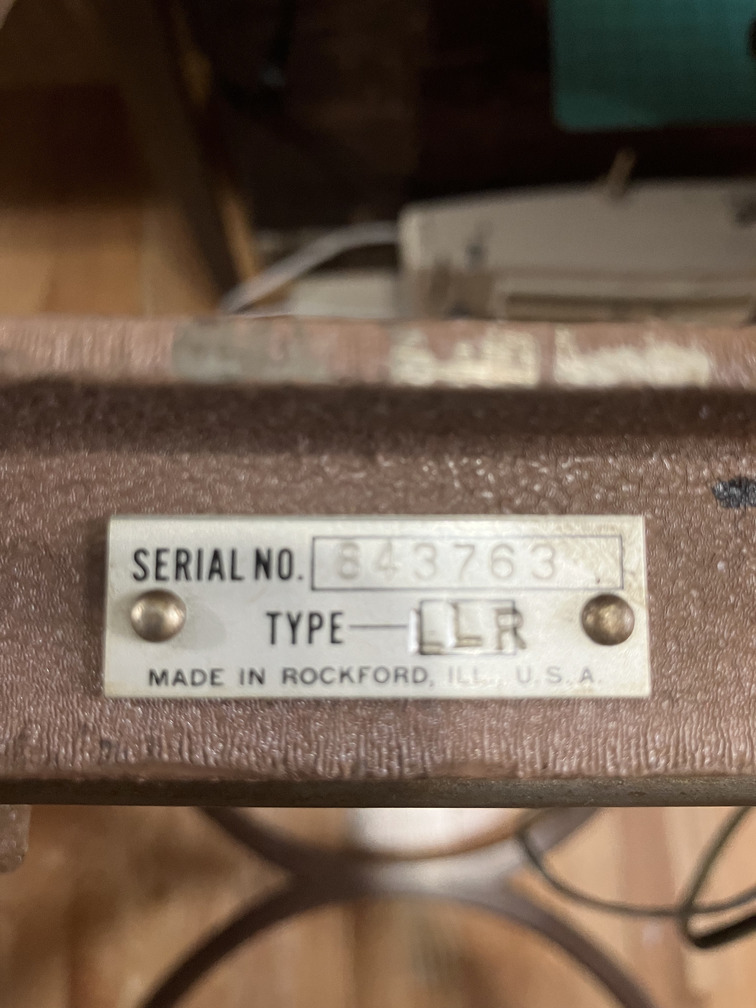 SERIAL NO. 843763
TYPE—LLR
MADE IN ROCKFORD, ILL., U.S.A.